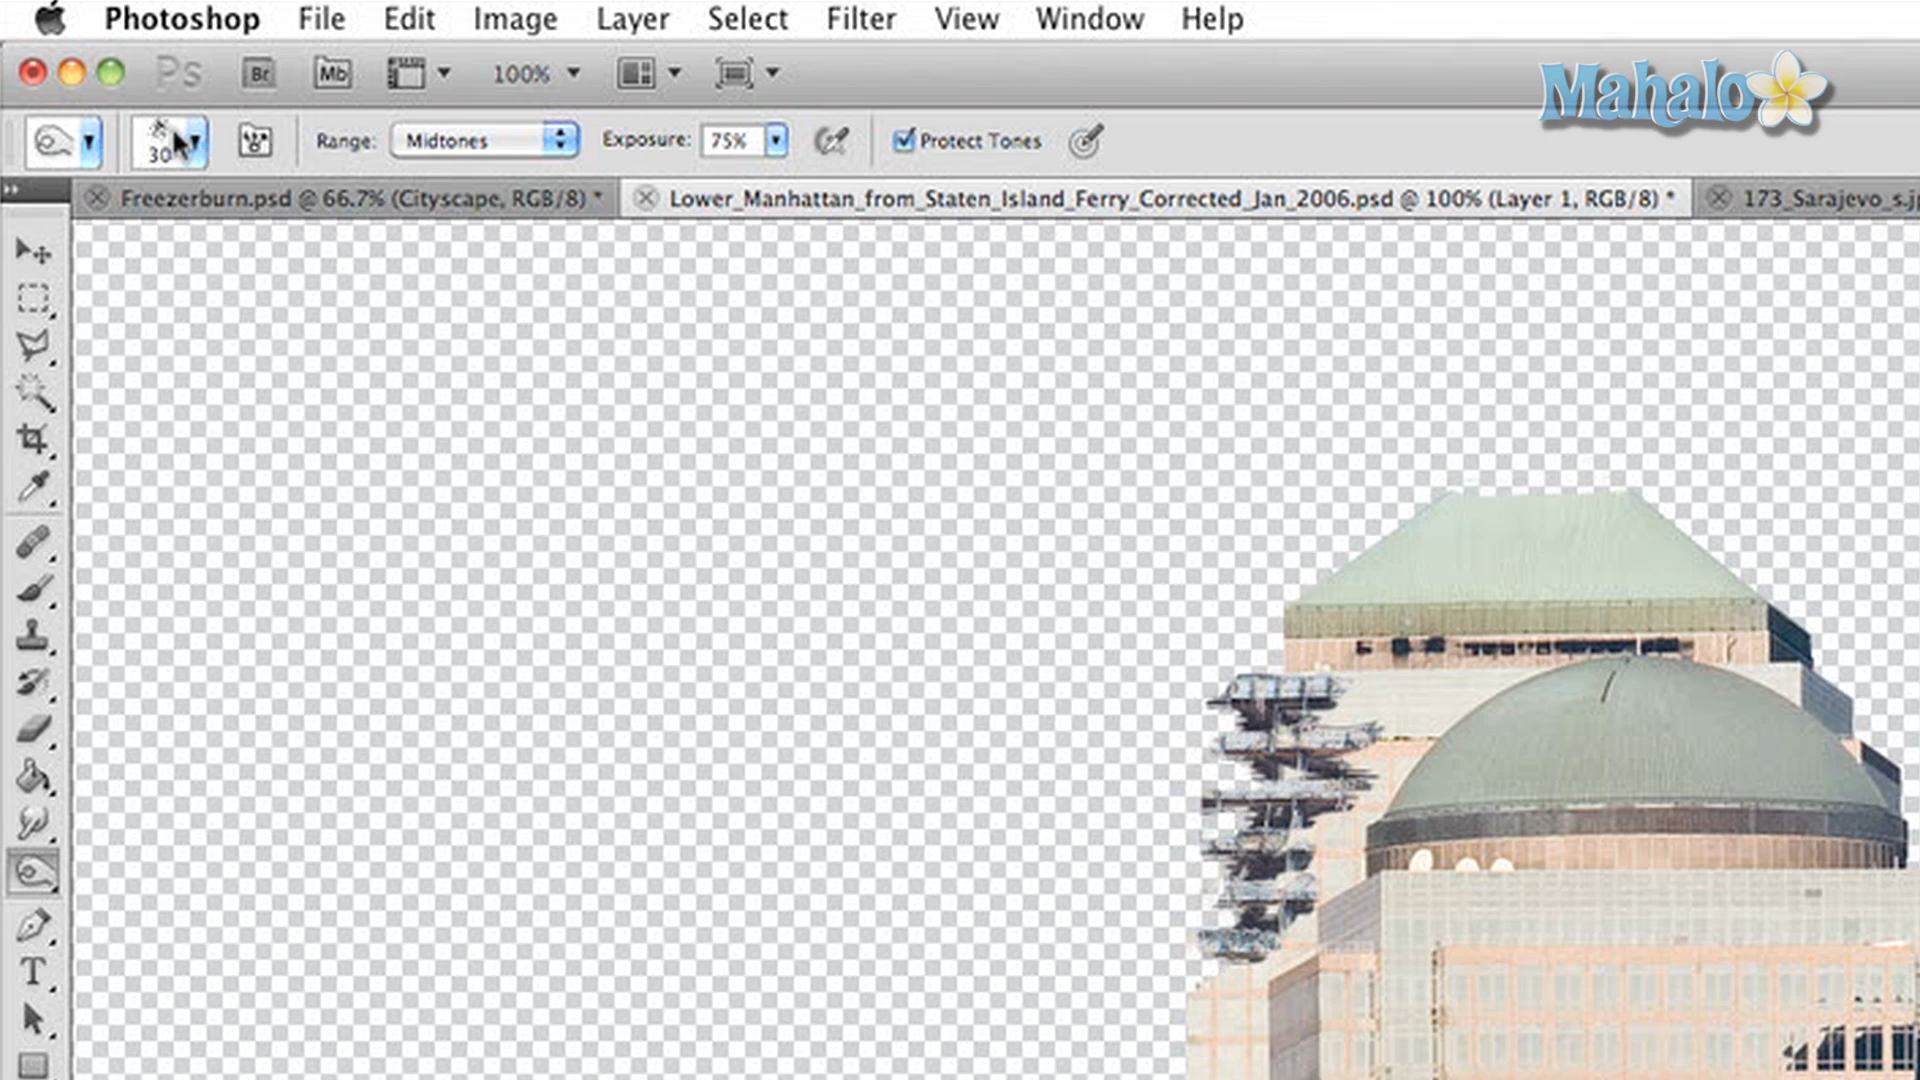 Photoshop File Edit Image Layer Select Filter View Window Help
Ps Br Mb 100%
Mahalo
30 Range: Midtones Exposure: 75% Protect Tones
Freezerburn.psd @ 66.7% (Cityscape, RGB/8) * Lower_Manhattan_from_Staten_Island_Ferry_Corrected_Jan_2006.psd @ 100% (Layer 1, RGB/8) * 173_Sarajevo_s.j
T